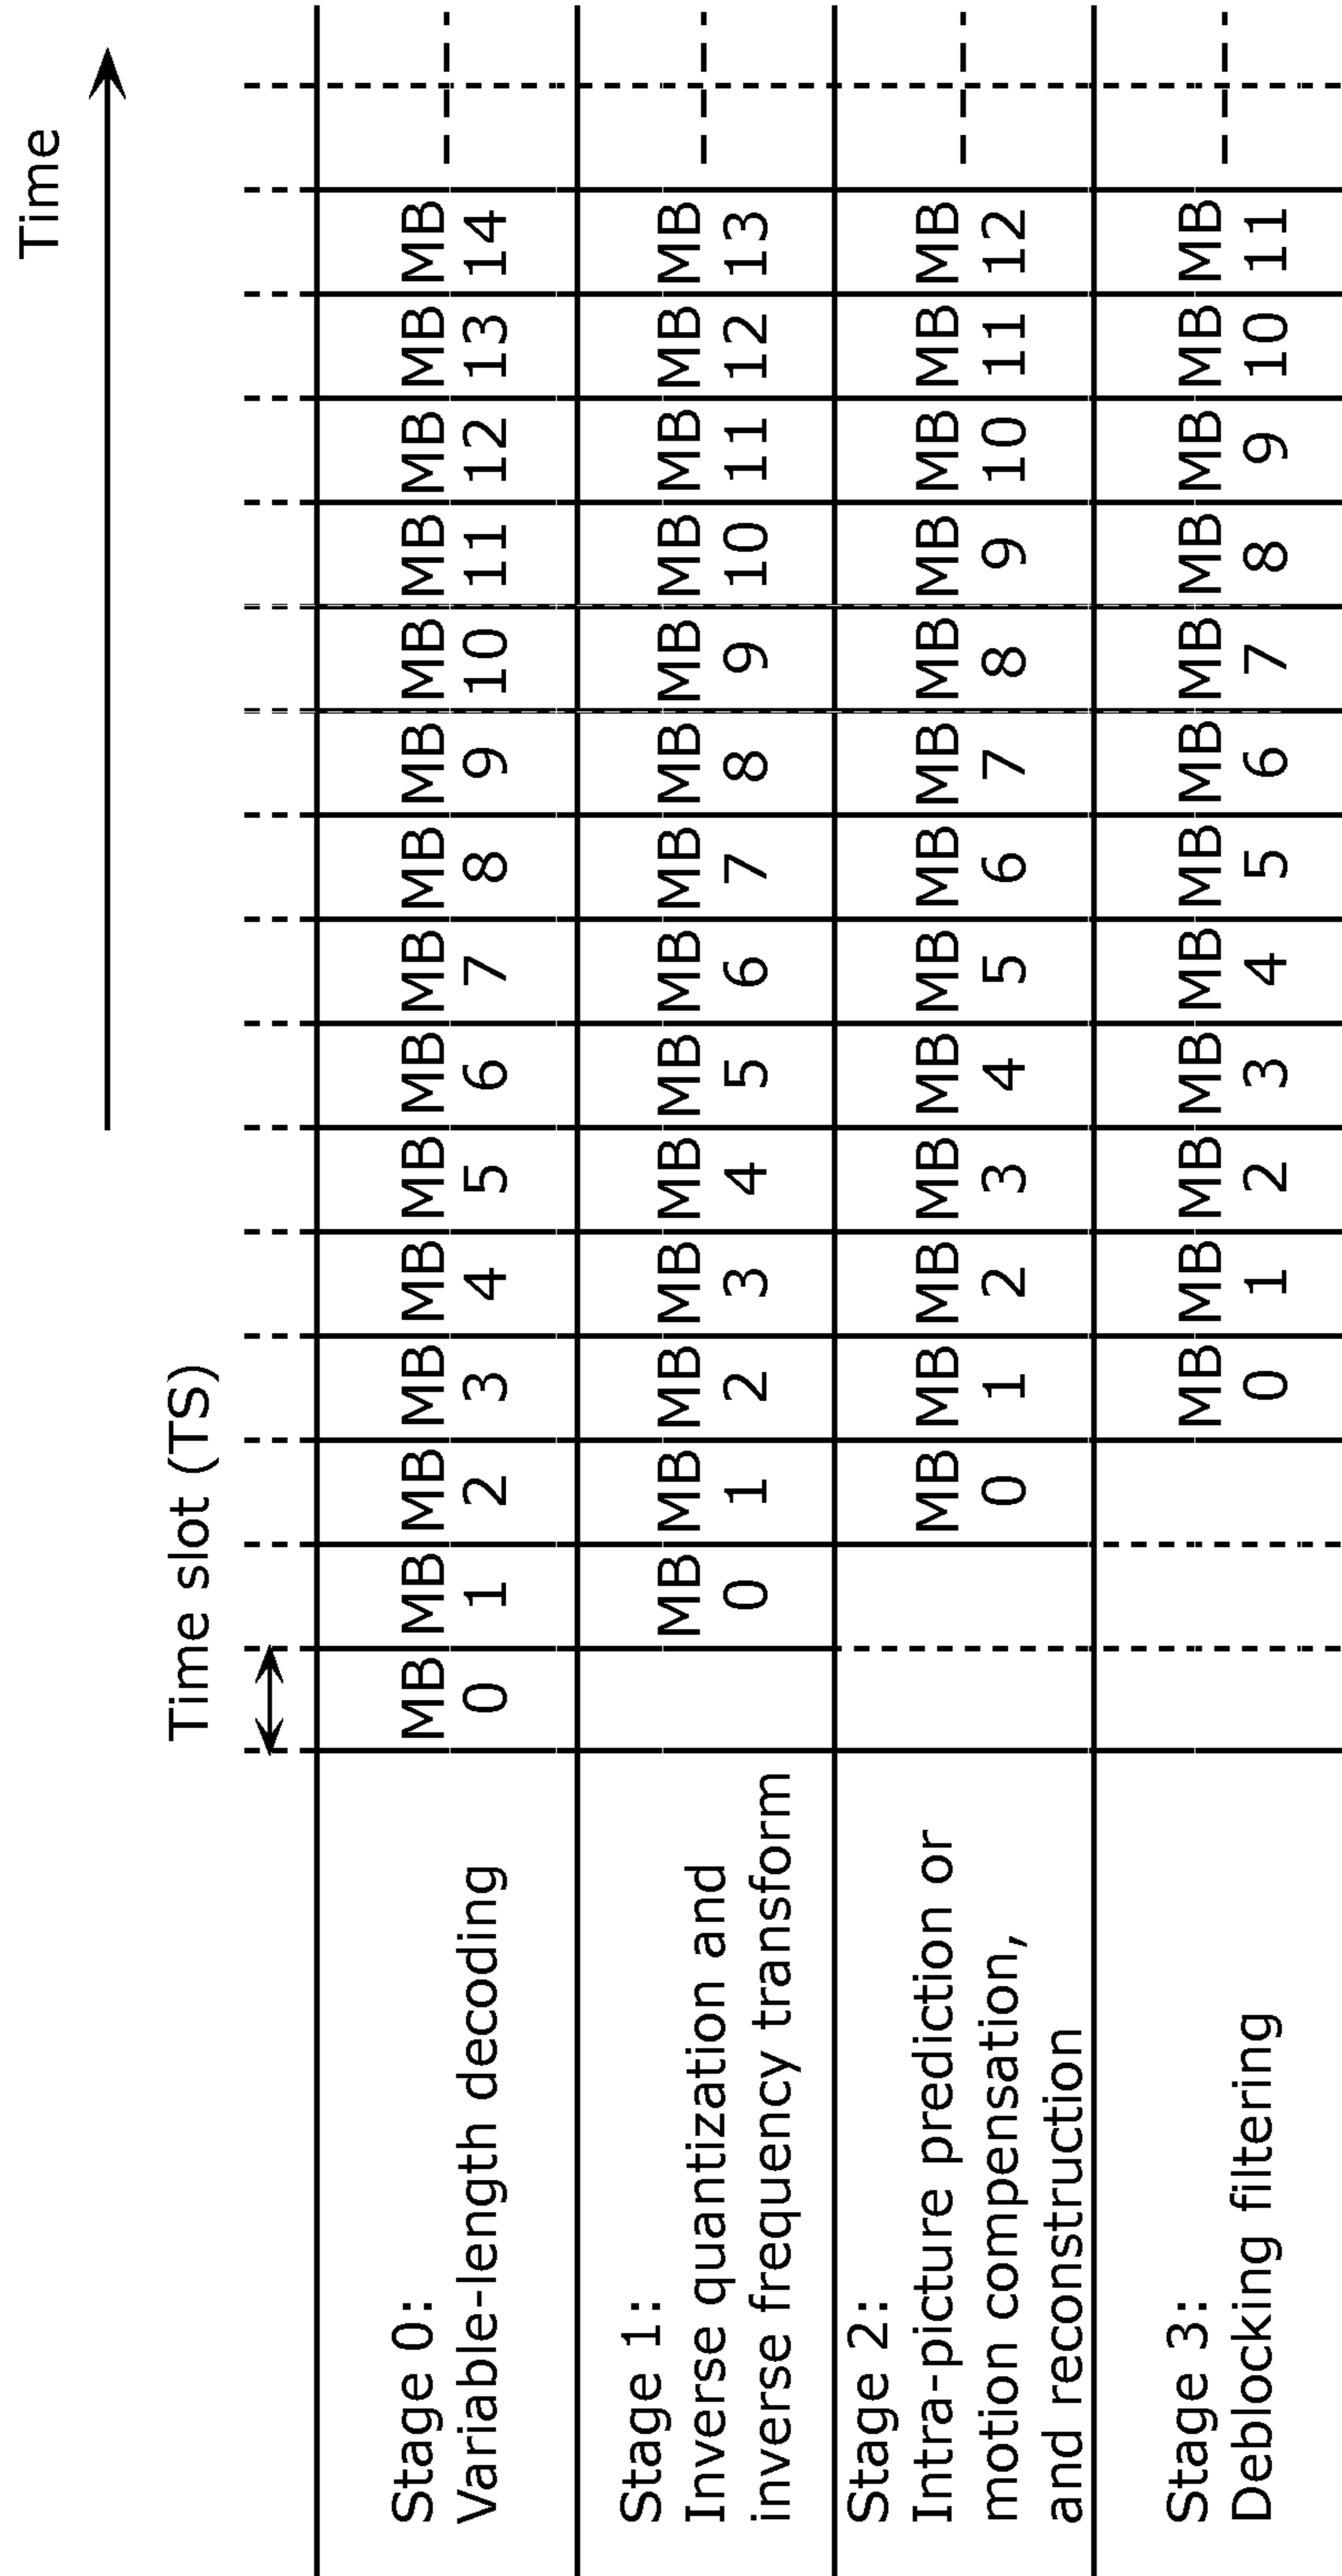 Time
Time slot (TS)
Stage 0:
Variable-length decoding
MB MB MB MB MB MB MB MB MB MB MB MB MB MB MB
0 1 2 3 4 5 6 7 8 9 10 11 12 13 14
Stage 1:
Inverse quantization and
inverse frequency transform
MB MB MB MB MB MB MB MB MB MB MB MB MB MB
0 1 2 3 4 5 6 7 8 9 10 11 12 13
Stage 2:
Intra-picture prediction or
motion compensation,
and reconstruction
MB MB MB MB MB MB MB MB MB MB MB MB MB
0 1 2 3 4 5 6 7 8 9 10 11 12
Stage 3:
Deblocking filtering
MB MB MB MB MB MB MB MB MB MB MB MB
0 1 2 3 4 5 6 7 8 9 10 11